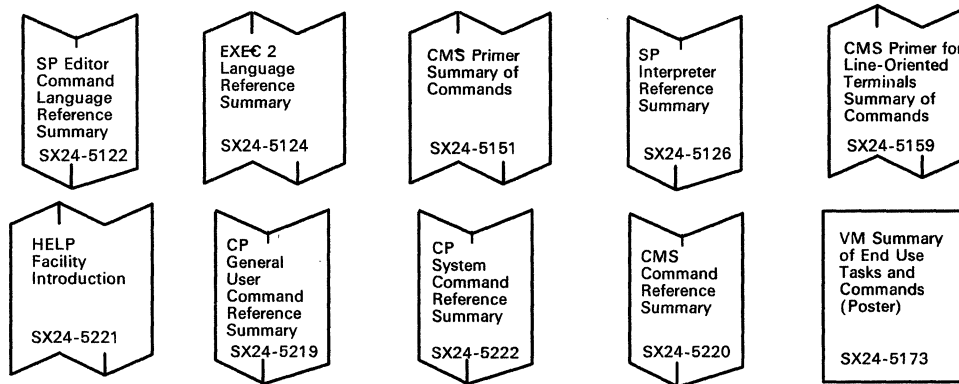 SP Editor
Command
Language
Reference
Summary
SX24-5122
EXEC 2
Language
Reference
Summary
SX24-5124
CMS Primer
Summary of
Commands
SX24-5151
SP
Interpreter
Reference
Summary
SX24-5126
CMS Primer for
Line-Oriented
Terminals
Summary of
Commands
SX24-5159
HELP
Facility
Introduction
SX24-5221
CP
General
User
Command
Reference
Summary
SX24-5219
CP
System
Command
Reference
Summary
SX24-5222
CMS
Command
Reference
Summary
SX24-5220
VM Summary
of End Use
Tasks and
Commands
(Poster)
SX24-5173